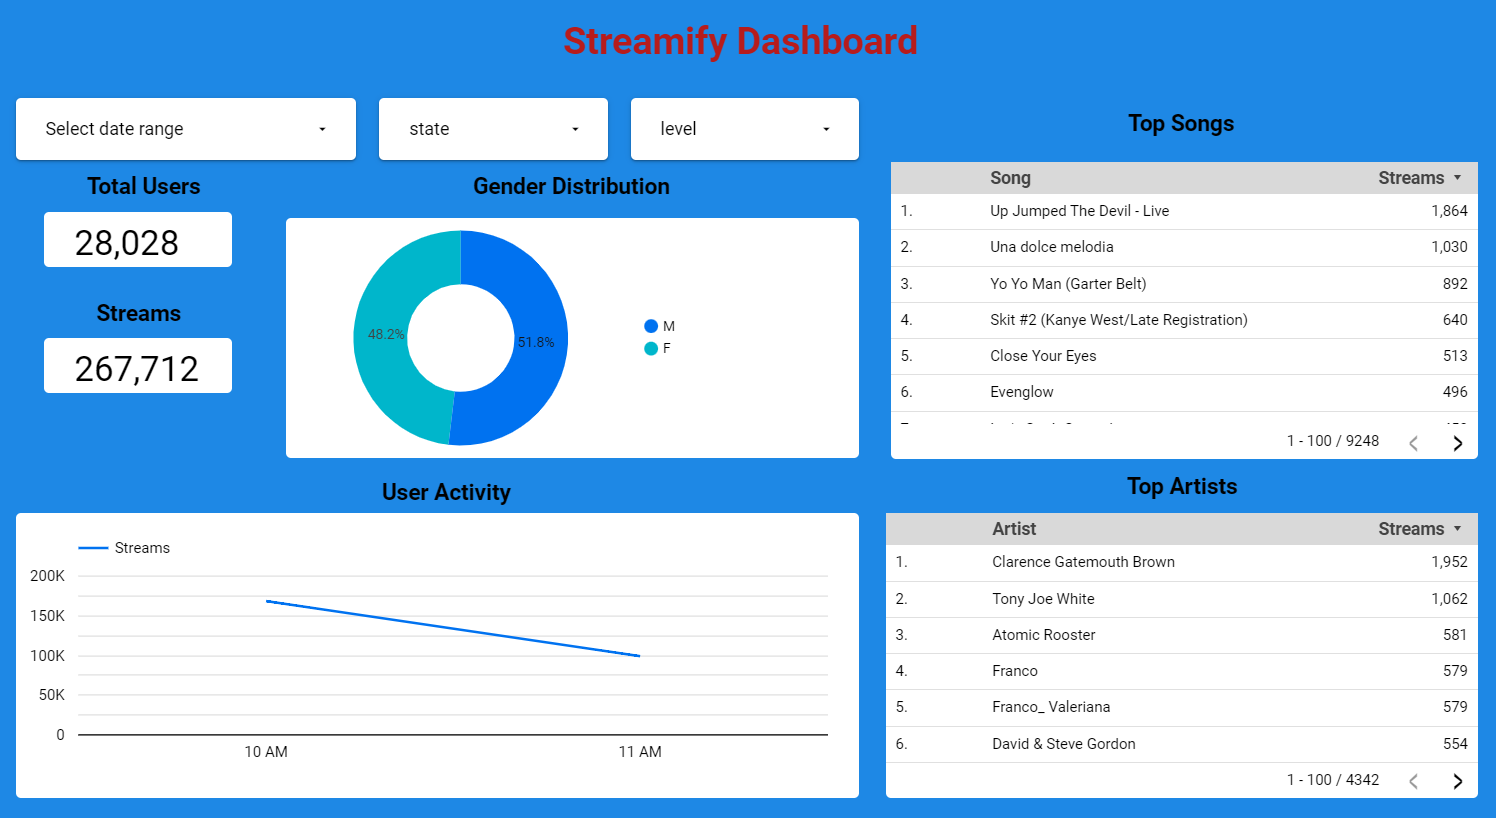 Streamify Dashboard
Select date range
state
level
Total Users
28,028
Streams
267,712
Gender Distribution
48.2%
51.8%
M
F
Top Songs
Song Streams
1. Up Jumped The Devil - Live 1,864
2. Una dolce melodia 1,030
3. Yo Yo Man (Garter Belt) 892
4. Skit #2 (Kanye West/Late Registration) 640
5. Close Your Eyes 513
6. Evenglow 496
1 - 100 / 9248
User Activity
Streams
200K
150K
100K
50K
0
10 AM 11 AM
Top Artists
Artist Streams
1. Clarence Gatemouth Brown 1,952
2. Tony Joe White 1,062
3. Atomic Rooster 581
4. Franco 579
5. Franco_ Valeriana 579
6. David & Steve Gordon 554
1 - 100 / 4342